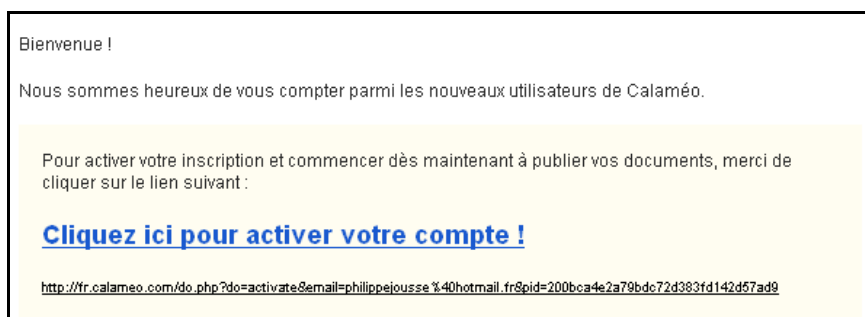 Bienvenue !
Nous sommes heureux de vous compter parmi les nouveaux utilisateurs de Calaméo.
Pour activer votre inscription et commencer dès maintenant à publier vos documents, merci de
cliquer sur le lien suivant :
Cliquez ici pour activer votre compte !
http://fr.calameo.com/do.php?do=activate&email=philippejousse%40hotmail.fr&pid=200bca4e2a79bdc72d383fd142d57ad9